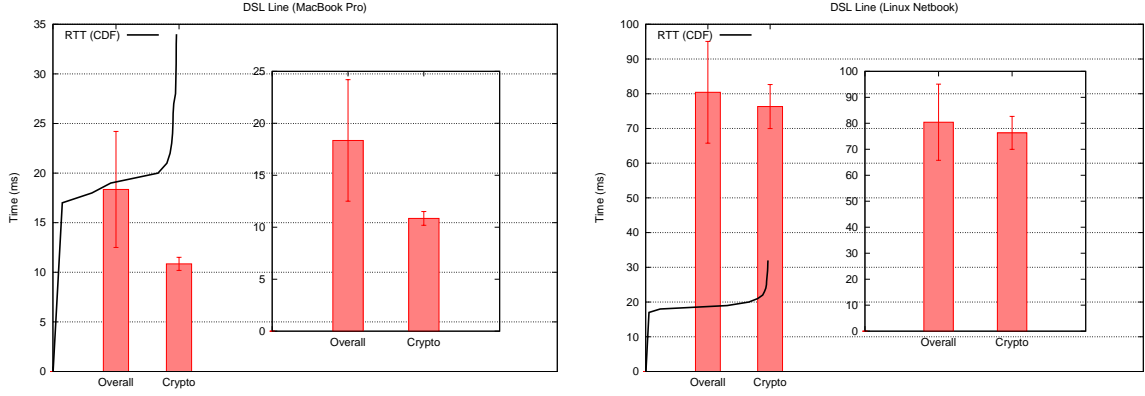 DSL Line (MacBook Pro)
35
30
25
20
15
10
5
0
Time (ms)
RTT (CDF)
Overall
Crypto
25
20
15
10
5
0
Overall
Crypto
DSL Line (Linux Netbook)
100
90
80
70
60
50
40
30
20
10
0
Time (ms)
RTT (CDF)
Overall
Crypto
100
90
80
70
60
50
40
30
20
10
0
Overall
Crypto